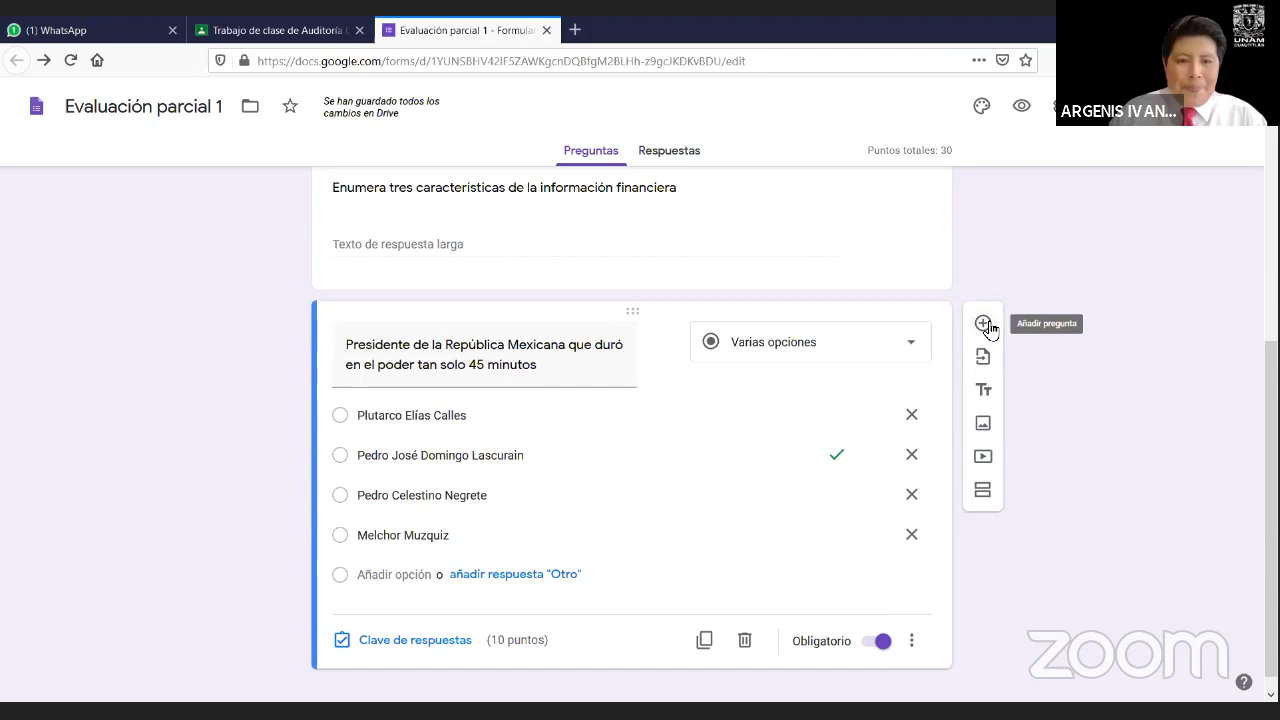 (1) WhatsApp
Trabajo de clase de Auditoría
Evaluación parcial 1 - Formula
https://docs.google.com/forms/d/1YUNSBHV42lF5ZAWKgcnDQBfgM2BLHh-z9gcJKDKvBDU/edit
UNAM
CUAUTITLÁN
ARGENIS IVAN...
Evaluación parcial 1
Se han guardado todos los
cambios en Drive
Preguntas
Respuestas
Puntos totales: 30
Enumera tres características de la información financiera
Texto de respuesta larga
Presidente de la República Mexicana que duró
en el poder tan solo 45 minutos
Varias opciones
Añadir pregunta
Plutarco Elías Calles
Pedro José Domingo Lascurain
Pedro Celestino Negrete
Melchor Muzquiz
Añadir opción o añadir respuesta "Otro"
Clave de respuestas (10 puntos)
Obligatorio
zoom